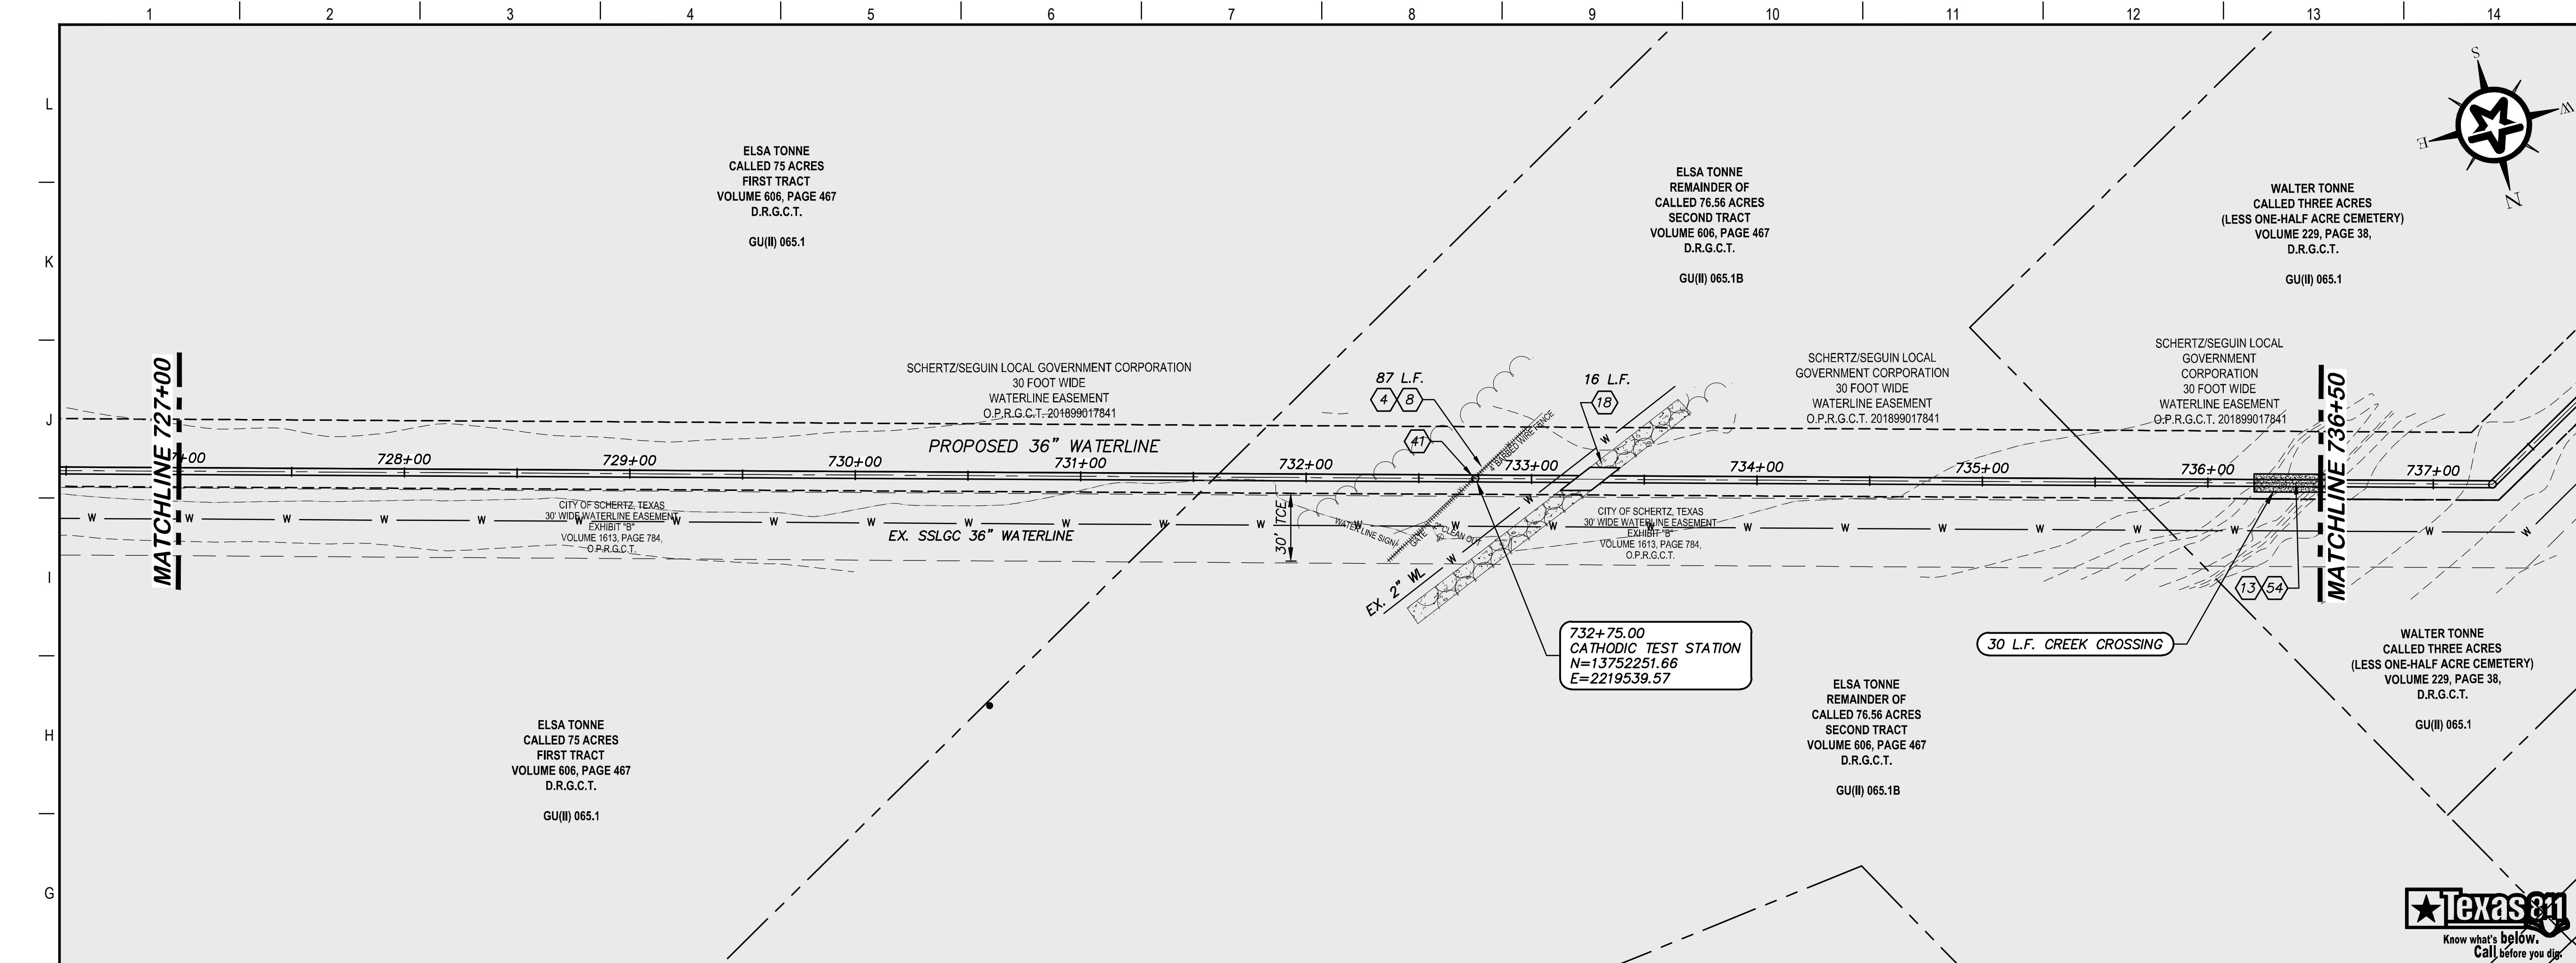 1 2 3 4 5 6 7 8 9 10 11 12 13 14
L
K
J
I
H
G
S
W
E
N
ELSA TONNE
CALLED 75 ACRES
FIRST TRACT
VOLUME 606, PAGE 467
D.R.G.C.T.
GU(II) 065.1
ELSA TONNE
REMAINDER OF
CALLED 76.56 ACRES
SECOND TRACT
VOLUME 606, PAGE 467
D.R.G.C.T.
GU(II) 065.1B
WALTER TONNE
CALLED THREE ACRES
(LESS ONE-HALF ACRE CEMETERY)
VOLUME 229, PAGE 38,
D.R.G.C.T.
GU(II) 065.1
MATCHLINE 727+00
SCHERTZ/SEGUIN LOCAL GOVERNMENT CORPORATION
30 FOOT WIDE
WATERLINE EASEMENT
O.P.R.G.C.T. 201899017841
PROPOSED 36" WATERLINE
87 L.F.
4 8
41
BARBED WIRE FENCE
16 L.F.
18
SCHERTZ/SEGUIN LOCAL
GOVERNMENT CORPORATION
30 FOOT WIDE
WATERLINE EASEMENT
O.P.R.G.C.T. 201899017841
SCHERTZ/SEGUIN LOCAL
GOVERNMENT
CORPORATION
30 FOOT WIDE
WATERLINE EASEMENT
O.P.R.G.C.T. 201899017841
MATCHLINE 736+50
7+00 728+00 729+00 730+00 731+00 732+00 733+00 734+00 735+00 736+00 737+00
CITY OF SCHERTZ, TEXAS
30' WIDE WATERLINE EASEMENT
EXHIBIT "B"
VOLUME 1613, PAGE 784,
O.P.R.G.C.T.
W W W W W W W W W W W W W W W W W W W W W W W W W W
EX. SSLGC 36" WATERLINE
30' TCE
WATER LINE SIGN
GATE
CLEAN OUT
W
W
W
EX. 2" WL
CITY OF SCHERTZ, TEXAS
30' WIDE WATERLINE EASEMENT
EXHIBIT "B"
VOLUME 1613, PAGE 784,
O.P.R.G.C.T.
13 54
732+75.00
CATHODIC TEST STATION
N=13752251.66
E=2219539.57
30 L.F. CREEK CROSSING
WALTER TONNE
CALLED THREE ACRES
(LESS ONE-HALF ACRE CEMETERY)
VOLUME 229, PAGE 38,
D.R.G.C.T.
GU(II) 065.1
ELSA TONNE
REMAINDER OF
CALLED 76.56 ACRES
SECOND TRACT
VOLUME 606, PAGE 467
D.R.G.C.T.
GU(II) 065.1B
ELSA TONNE
CALLED 75 ACRES
FIRST TRACT
VOLUME 606, PAGE 467
D.R.G.C.T.
GU(II) 065.1
Texas811
Know what's below.
Call before you dig.